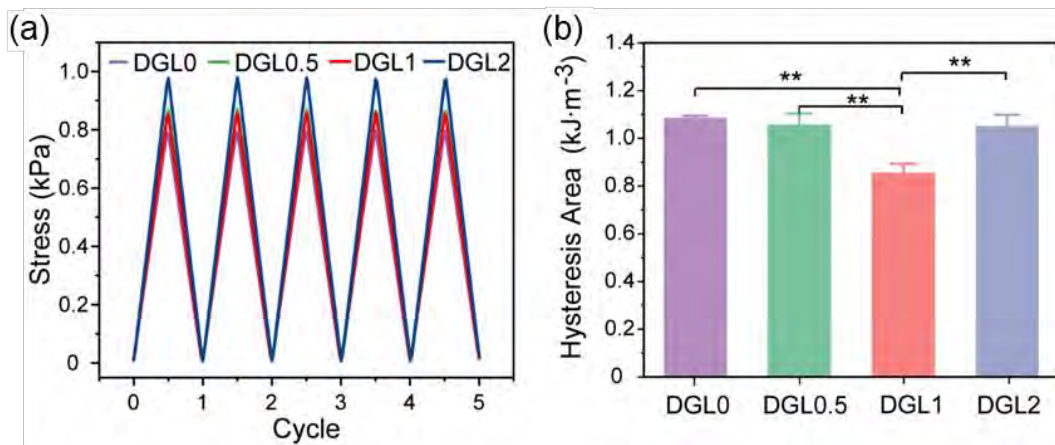 (a)
DGL0 DGL0.5 DGL1 DGL2
Stress (kPa)
1.0
0.8
0.6
0.4
0.2
0
0 1 2 3 4 5
Cycle
(b)
Hysteresis Area (kJ·m⁻³)
1.4
1.2
1.0
0.8
0.6
0.4
0.2
0
**
**
**
DGL0 DGL0.5 DGL1 DGL2